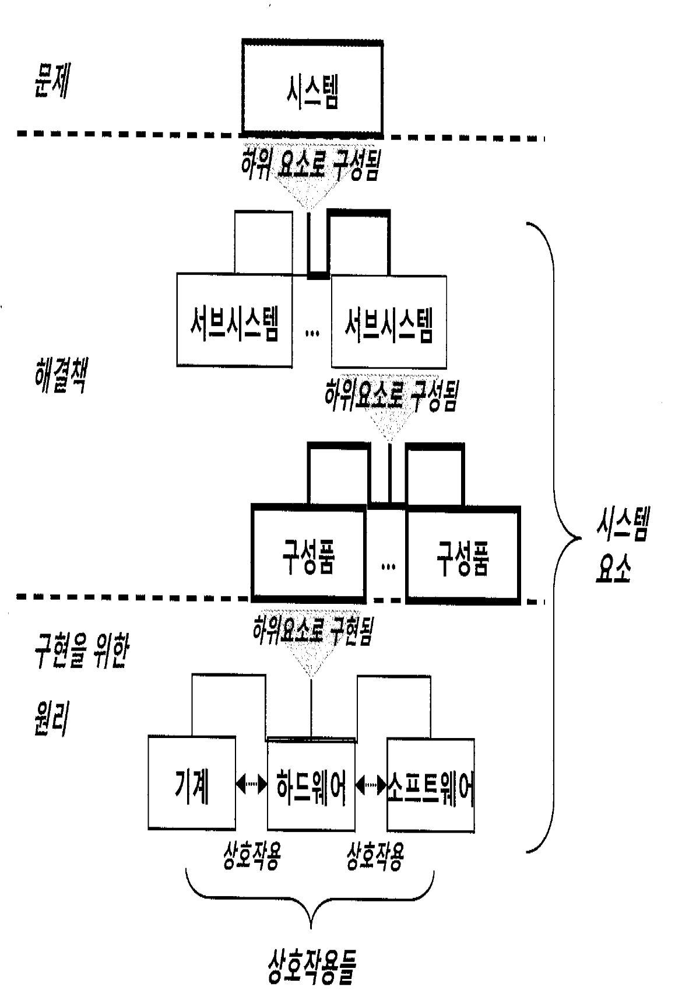 문제
시스템
하위 요소로 구성됨
서브시스템 ... 서브시스템
해결책
하위요소로 구성됨
시스템
요소
구성품 ... 구성품
하위요소로 구현됨
구현을 위한
원리
기계 하드웨어 소프트웨어
상호작용 상호작용
상호작용들